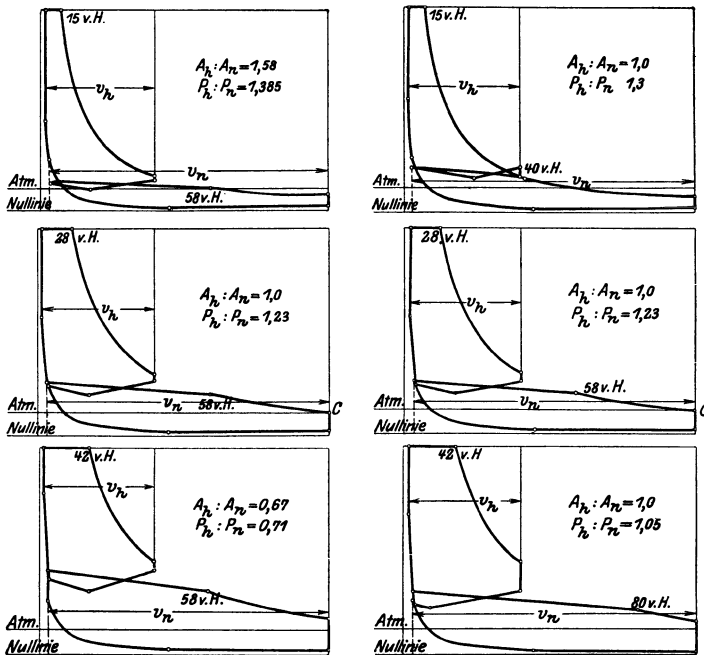 15 v.H.
A_h : A_n = 1,58
P_h : P_n = 1,385
v_h
v_n
Atm.
58 v.H.
Nullinie
15 v.H.
A_h : A_n = 1,0
P_h : P_n 1,3
v_h
40 v.H.
v_n
Atm.
Nullinie
28 v.H.
A_h : A_n = 1,0
P_h : P_n = 1,23
v_h
v_n 58 v.H.
Atm. C
Nullinie
28 v.H.
A_h : A_n = 1,0
P_h : P_n = 1,23
v_h
58 v.H.
v_n
Atm. C
Nullinie
42 v.H.
v_h
A_h : A_n = 0,67
P_h : P_n = 0,71
58 v.H.
v_n
Atm.
Nullinie
42 v.H.
v_h
A_h : A_n = 1,0
P_h : P_n = 1,05
80 v.H.
v_n
Atm.
Nullinie